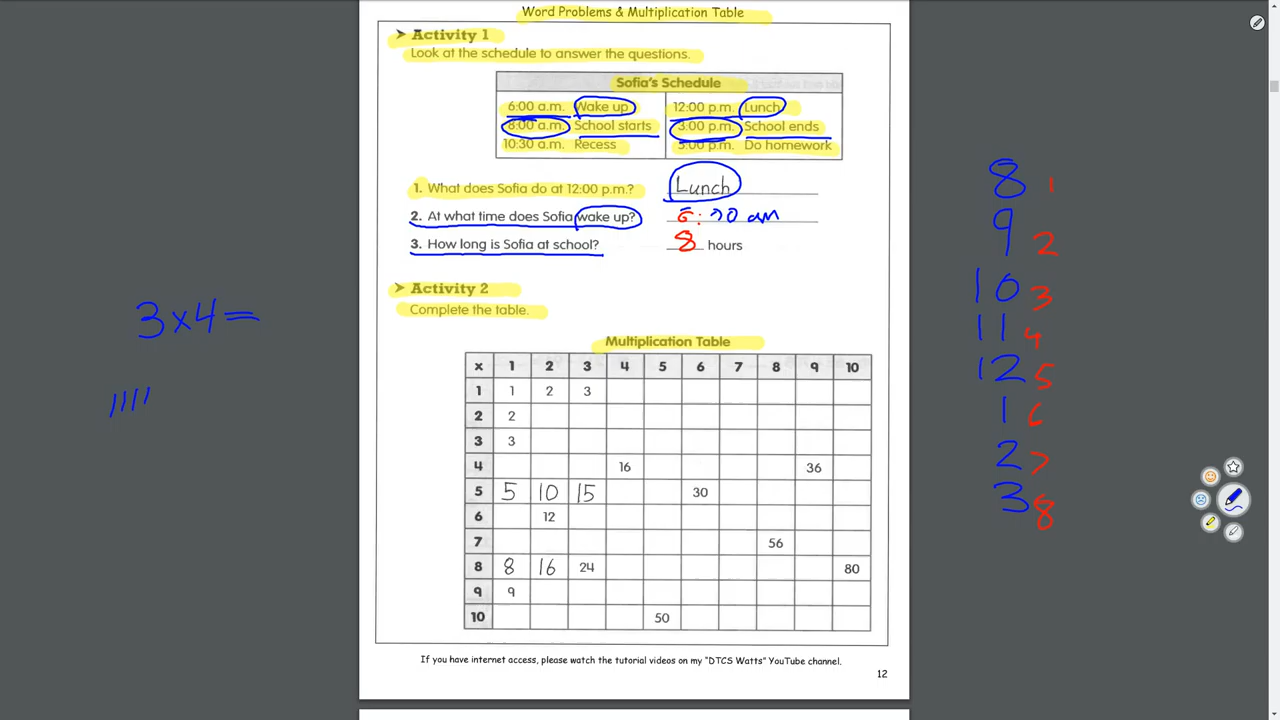 Word Problems & Multiplication Table
➤ Activity 1
Look at the schedule to answer the questions.
Sofia's Schedule
6:00 a.m. Wake up 12:00 p.m. Lunch
8:00 a.m. School starts 3:00 p.m. School ends
10:30 a.m. Recess 5:00 p.m. Do homework
1. What does Sofia do at 12:00 p.m.? Lunch
2. At what time does Sofia wake up? 6:00 am
3. How long is Sofia at school? 8 hours
➤ Activity 2
Complete the table.
Multiplication Table
x 1 2 3 4 5 6 7 8 9 10
1 1 2 3
2 2
3 3
4 16 36
5 5 10 15 30
6 12
7 56
8 8 16 24 80
9 9
10 50
If you have internet access, please watch the tutorial videos on my "DTCS Watts" YouTube channel.
12
3x4=
////
8 1
9 2
10 3
11 4
12 5
1 6
2 7
3 8